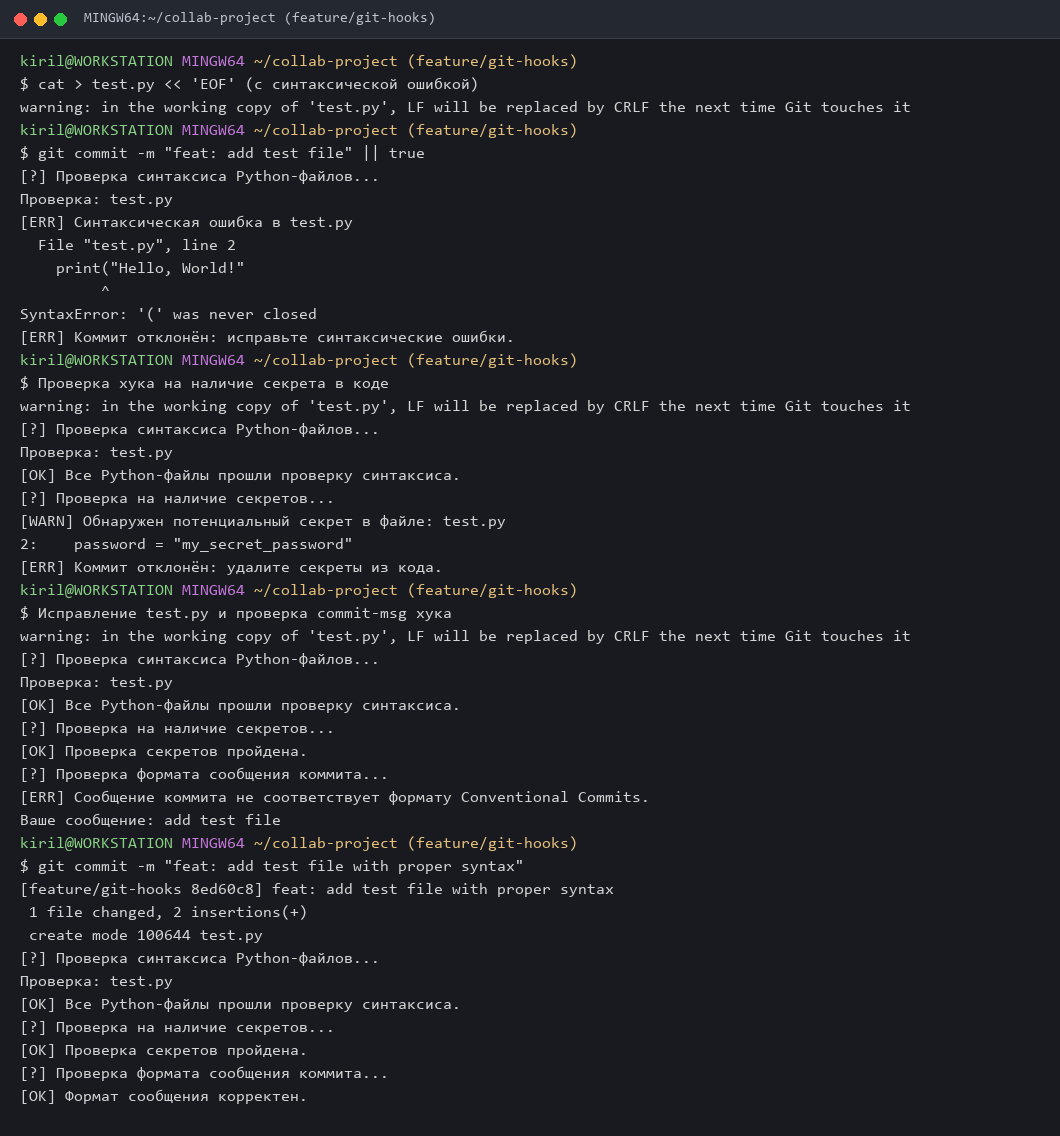 MINGW64:~/collab-project (feature/git-hooks)
kiril@WORKSTATION MINGW64 ~/collab-project (feature/git-hooks)
$ cat > test.py << 'EOF' (с синтаксической ошибкой)
warning: in the working copy of 'test.py', LF will be replaced by CRLF the next time Git touches it
kiril@WORKSTATION MINGW64 ~/collab-project (feature/git-hooks)
$ git commit -m "feat: add test file" || true
[?] Проверка синтаксиса Python-файлов...
Проверка: test.py
[ERR] Синтаксическая ошибка в test.py
  File "test.py", line 2
    print("Hello, World!"
         ^
SyntaxError: '(' was never closed
[ERR] Коммит отклонён: исправьте синтаксические ошибки.
kiril@WORKSTATION MINGW64 ~/collab-project (feature/git-hooks)
$ Проверка хука на наличие секрета в коде
warning: in the working copy of 'test.py', LF will be replaced by CRLF the next time Git touches it
[?] Проверка синтаксиса Python-файлов...
Проверка: test.py
[OK] Все Python-файлы прошли проверку синтаксиса.
[?] Проверка на наличие секретов...
[WARN] Обнаружен потенциальный секрет в файле: test.py
2:    password = "my_secret_password"
[ERR] Коммит отклонён: удалите секреты из кода.
kiril@WORKSTATION MINGW64 ~/collab-project (feature/git-hooks)
$ Исправление test.py и проверка commit-msg хука
warning: in the working copy of 'test.py', LF will be replaced by CRLF the next time Git touches it
[?] Проверка синтаксиса Python-файлов...
Проверка: test.py
[OK] Все Python-файлы прошли проверку синтаксиса.
[?] Проверка на наличие секретов...
[OK] Проверка секретов пройдена.
[?] Проверка формата сообщения коммита...
[ERR] Сообщение коммита не соответствует формату Conventional Commits.
Ваше сообщение: add test file
kiril@WORKSTATION MINGW64 ~/collab-project (feature/git-hooks)
$ git commit -m "feat: add test file with proper syntax"
[feature/git-hooks 8ed60c8] feat: add test file with proper syntax
 1 file changed, 2 insertions(+)
 create mode 100644 test.py
[?] Проверка синтаксиса Python-файлов...
Проверка: test.py
[OK] Все Python-файлы прошли проверку синтаксиса.
[?] Проверка на наличие секретов...
[OK] Проверка секретов пройдена.
[?] Проверка формата сообщения коммита...
[OK] Формат сообщения корректен.